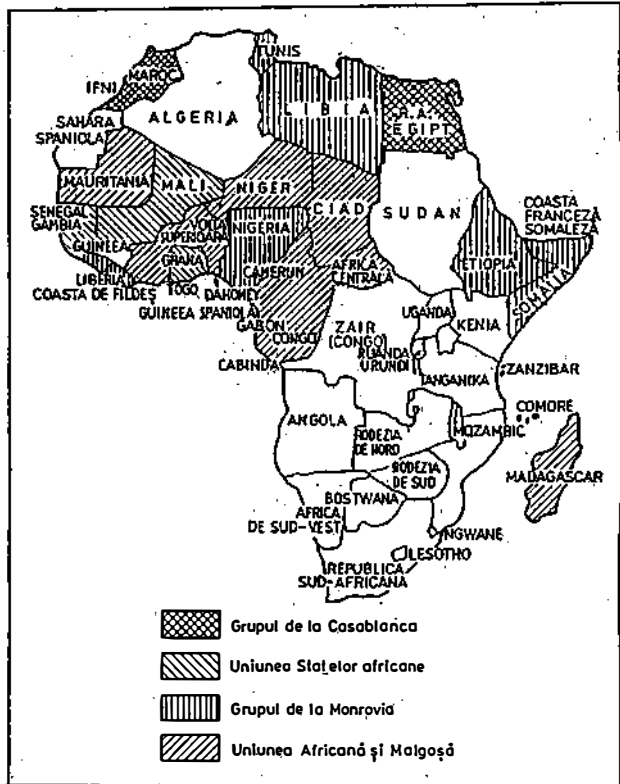 TUNIS
MAROC
IFNI
LIBIA
R.A.
EGIPT
ALGERIA
SAHARA
SPANIOLA
MAURITANIA
MALI
NIGER
CIAD
SUDAN
COASTA
FRANCEZĂ
SOMALEZĂ
SENEGAL
GAMBIA
VOLTA
SUPERIOARĂ
NIGERIA
GUINEEA
GHANA
ETIOPIA
SOMALIA
AFRICA
CENTRALĂ
CAMERUN
LIBERIA
COASTA DE FILDEȘ
TOGO
DAHOMEY
GUINEEA SPANIOLĂ
UGANDA
KENIA
GABON
CONGO
ZAIR
(CONGO)
RUANDA
URUNDI
CABINDA
TANGANIKA
ZANZIBAR
COMORE
ANGOLA
RODEZIA
DE NORD
MOZAMBIC
RODEZIA
DE SUD
MADAGASCAR
BOSTWANA
AFRICA
DE SUD-VEST
NGWANE
LESOTHO
REPUBLICA
SUD-AFRICANA
Grupul de la Casablanca
Uniunea Statelor africane
Grupul de la Monrovia
Uniunea Africană și Malgașă